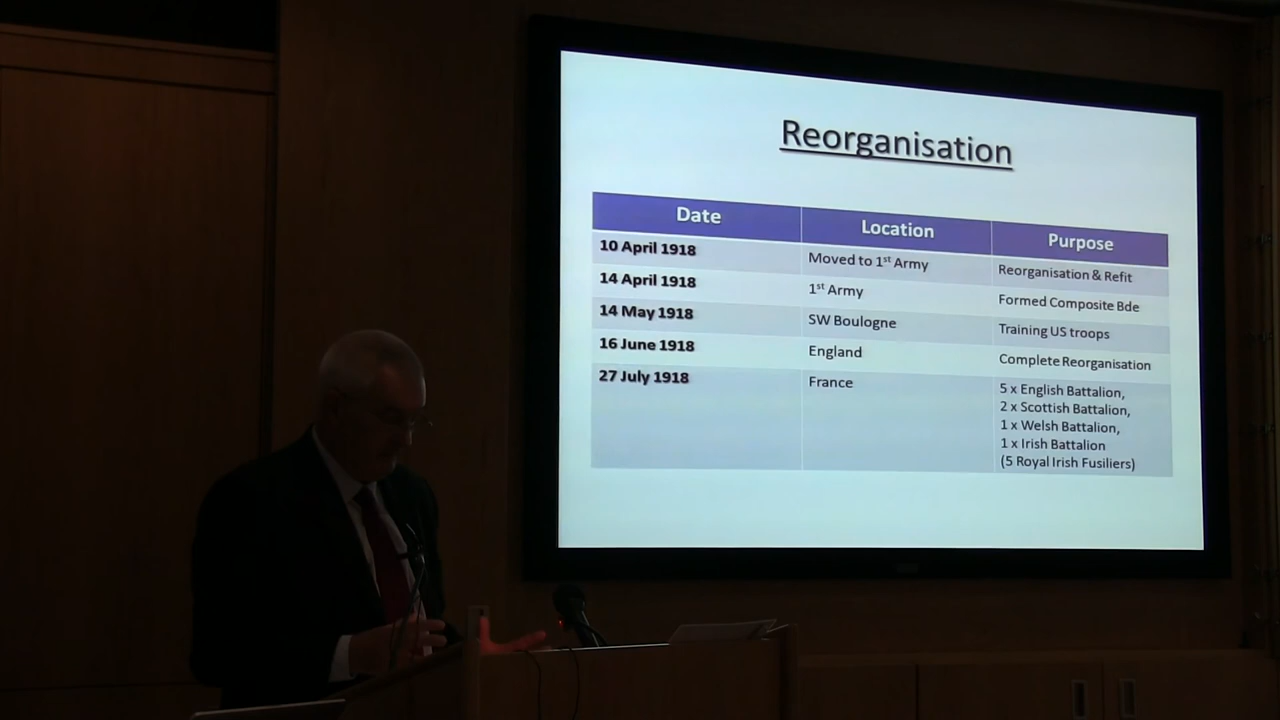 Reorganisation
Date Location Purpose
10 April 1918 Moved to 1st Army Reorganisation & Refit
14 April 1918 1st Army Formed Composite Bde
14 May 1918 SW Boulogne Training US troops
16 June 1918 England Complete Reorganisation
27 July 1918 France 5 x English Battalion,
2 x Scottish Battalion,
1 x Welsh Battalion,
1 x Irish Battalion
(5 Royal Irish Fusiliers)